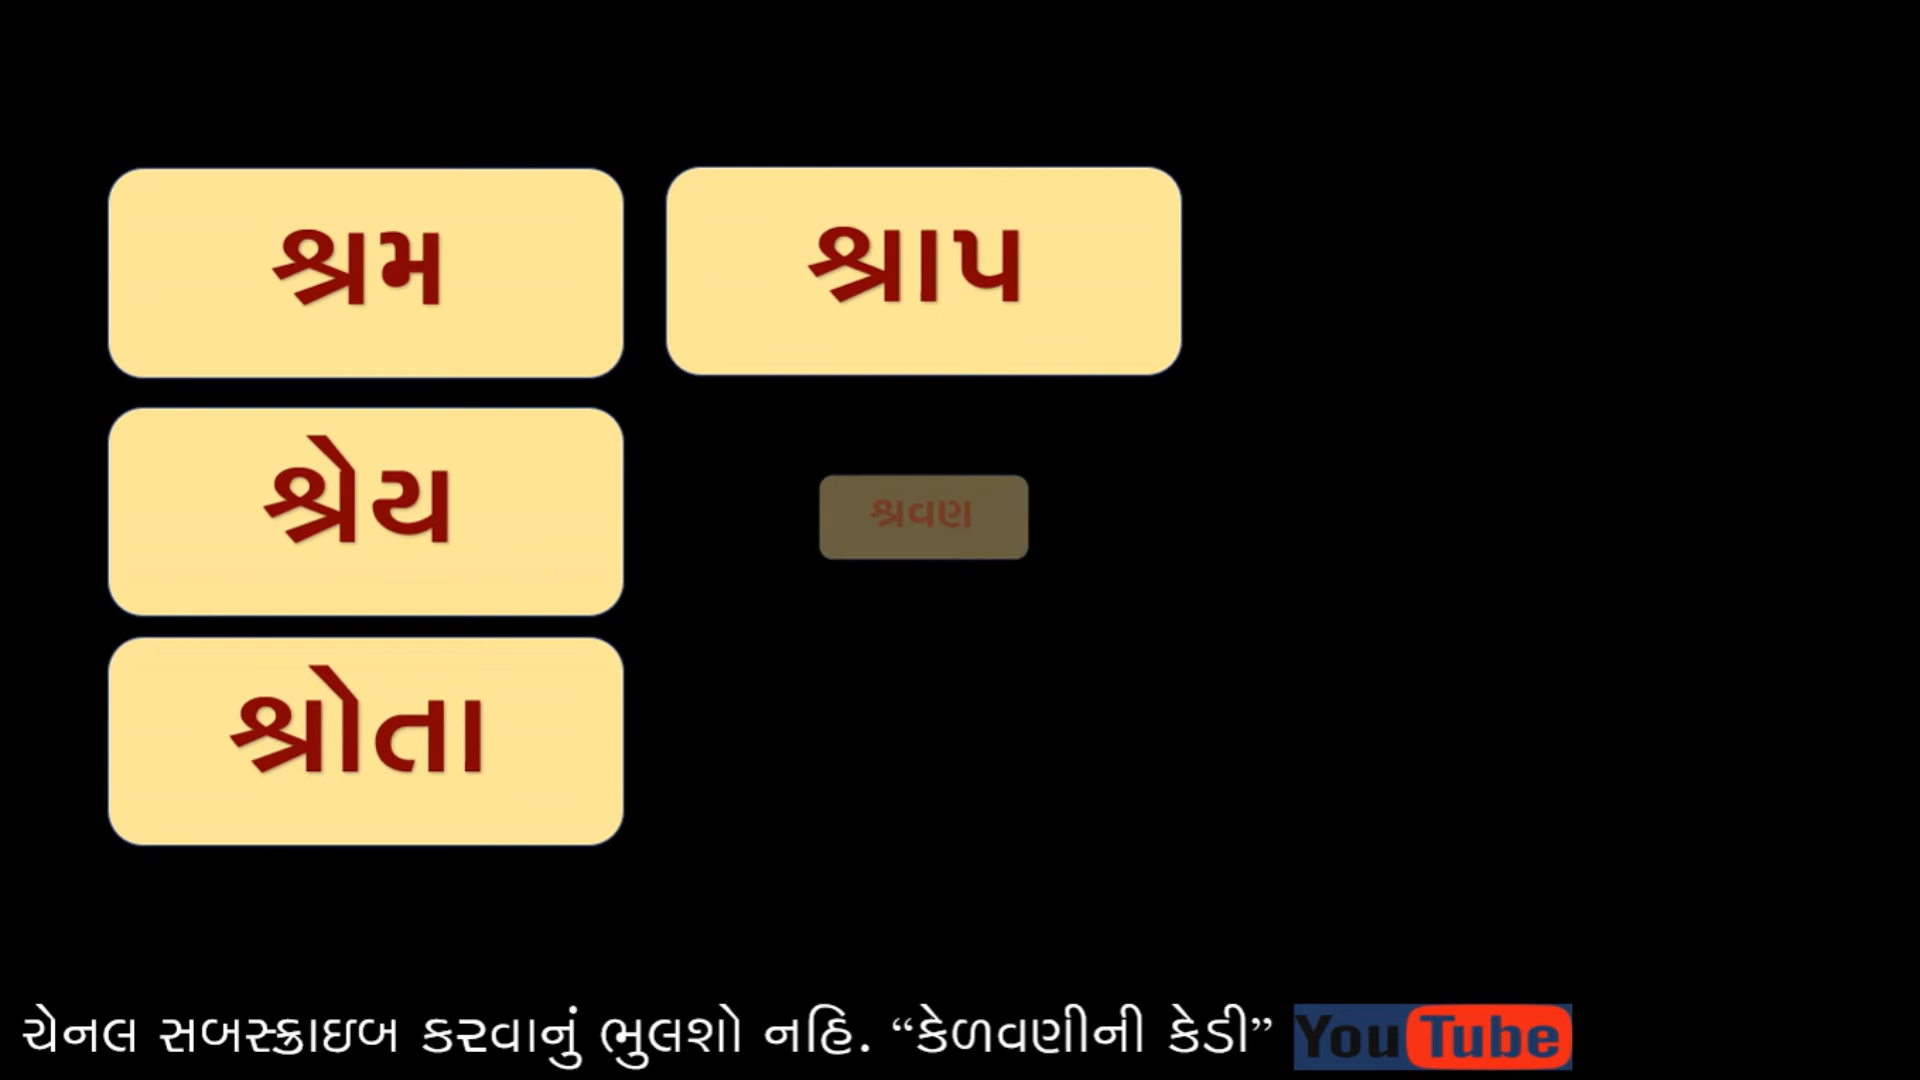 શ્રમ
શ્રાપ
શ્રેય
શ્રવણ
શ્રોતા
ચેનલ સબસ્ક્રાઇબ કરવાનું ભુલશો નહિ. “કેળવણીની કેડી” YouTube